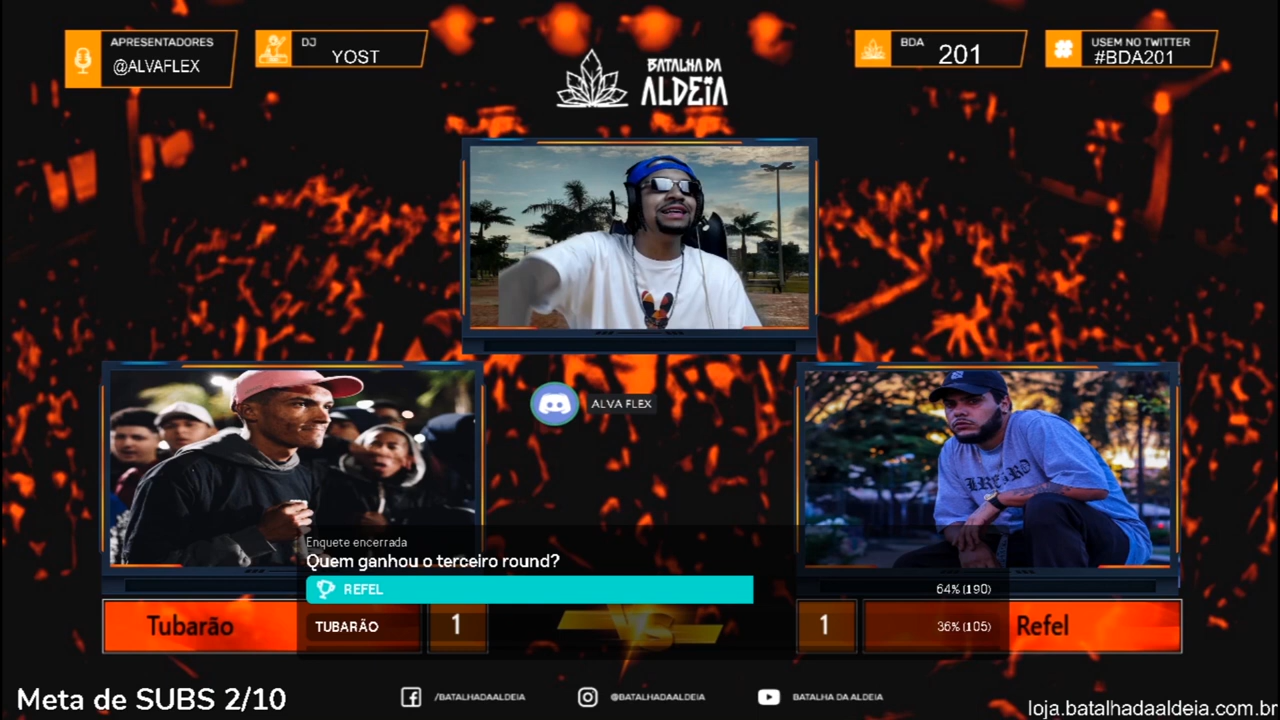 APRESENTADORES
@ALVAFLEX
DJ
YOST
BATALHA DA
ALDEIA
BDA
201
USEM NO TWITTER
#BDA201
ALVA FLEX
Enquete encerrada
Quem ganhou o terceiro round?
REFEL
64% (190)
TUBARÃO
36% (105)
Tubarão
1
1
Refel
Meta de SUBS 2/10
/BATALHADAALDEIA
@BATALHADAALDEIA
BATALHA DA ALDEIA
loja.batalhadaaldeia.com.br